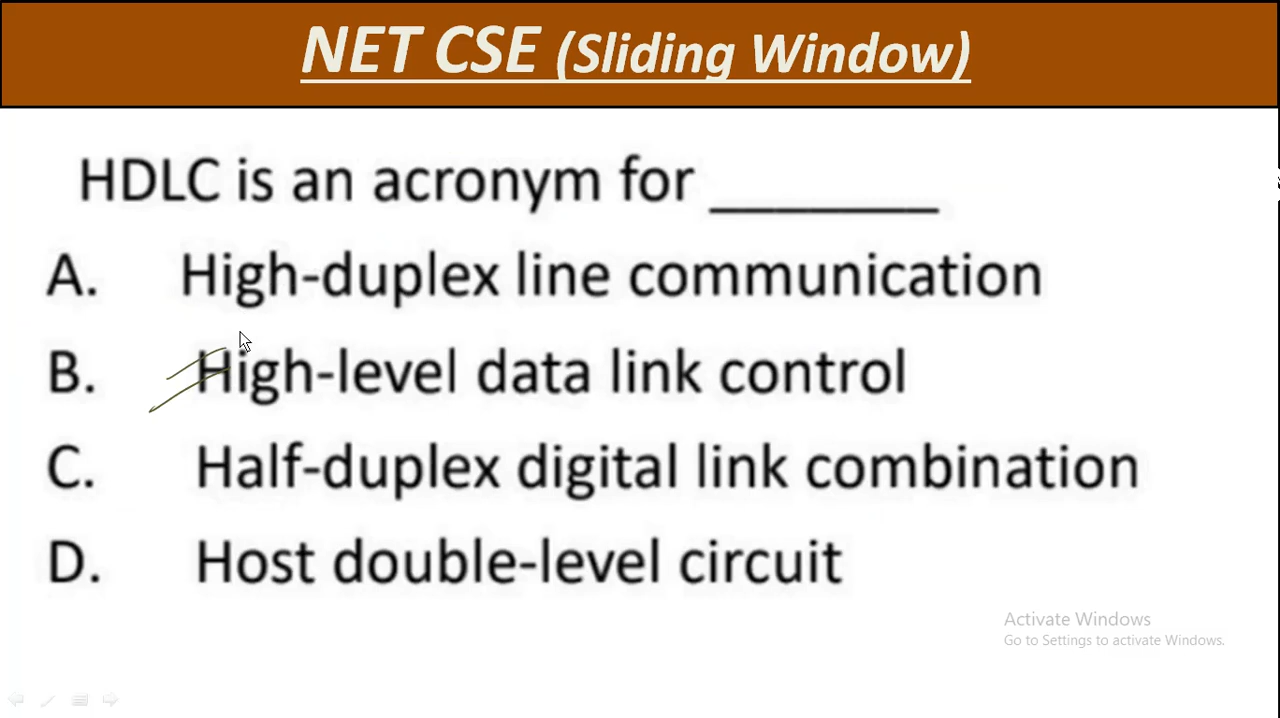 NET CSE (Sliding Window)
HDLC is an acronym for ________
A. High-duplex line communication
B. High-level data link control
C. Half-duplex digital link combination
D. Host double-level circuit
Activate Windows
Go to Settings to activate Windows.